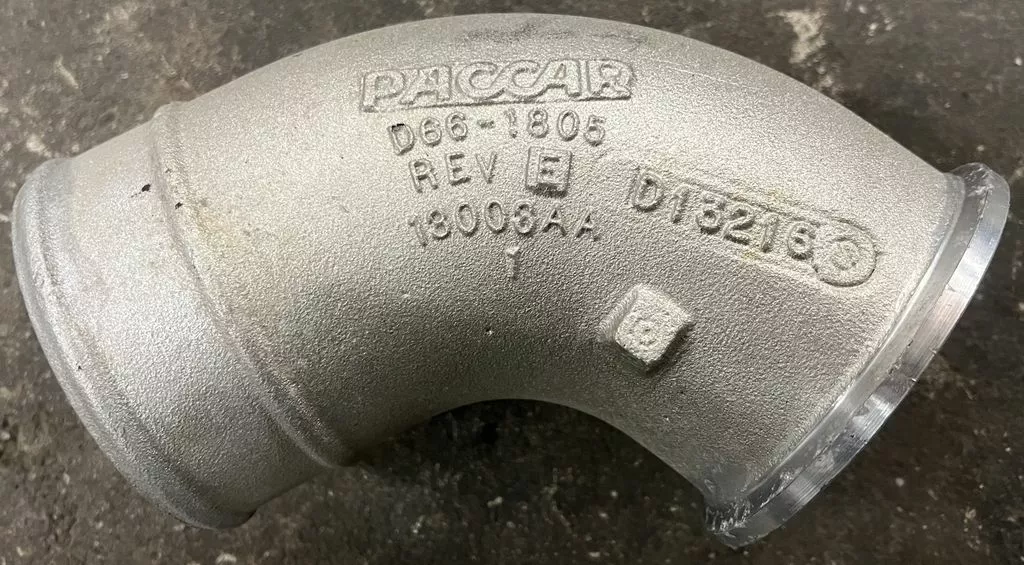 PACCAR
D66-1805
REV E
13003AA
1
D13216